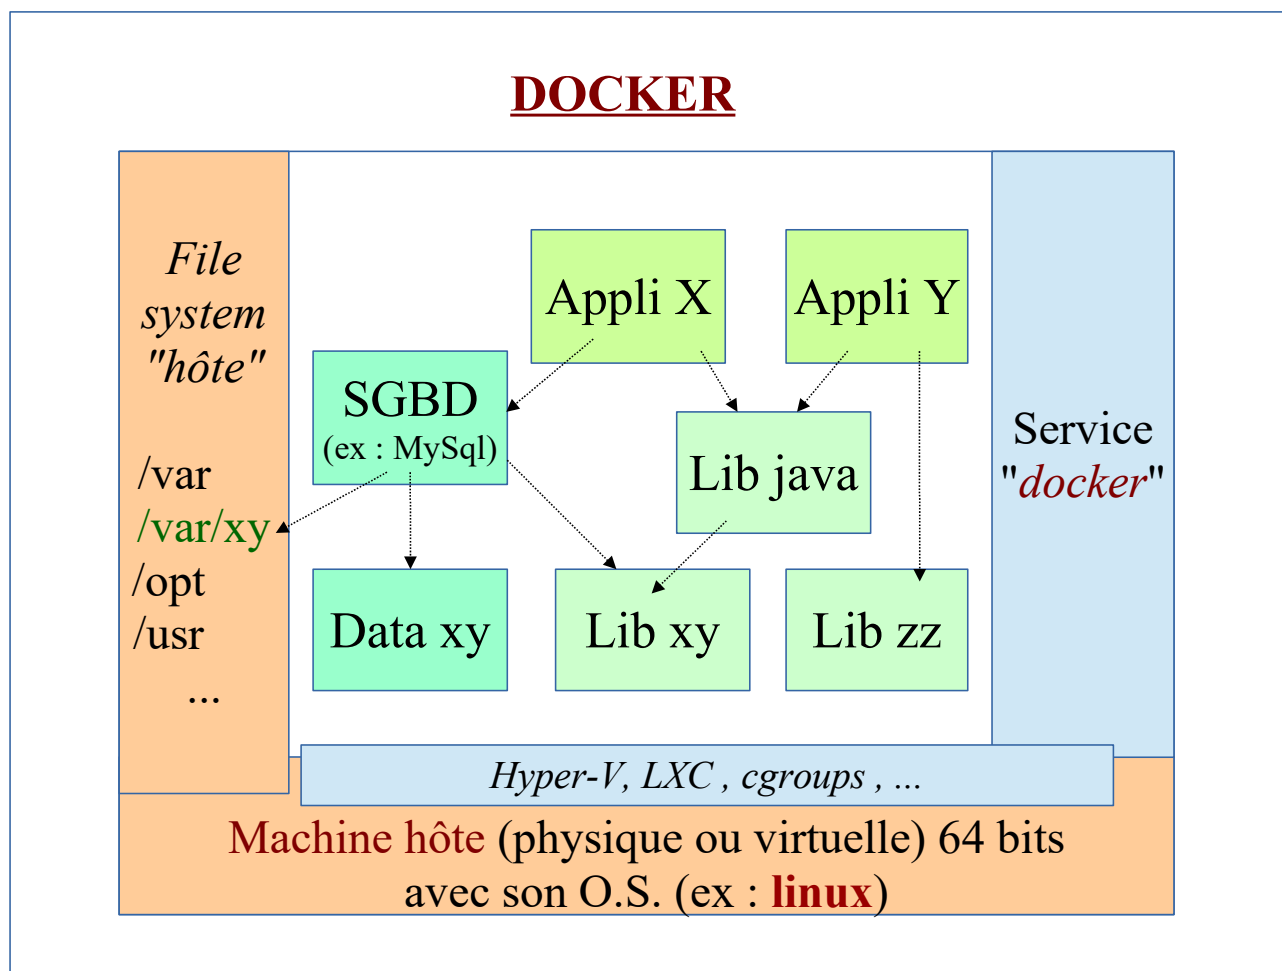 DOCKER
File
system
"hôte"
/var
/var/xy
/opt
/usr
...
Appli X
Appli Y
SGBD
(ex : MySql)
Lib java
Data xy
Lib xy
Lib zz
Service
"docker"
Hyper-V, LXC , cgroups , ...
Machine hôte (physique ou virtuelle) 64 bits
avec son O.S. (ex : linux)